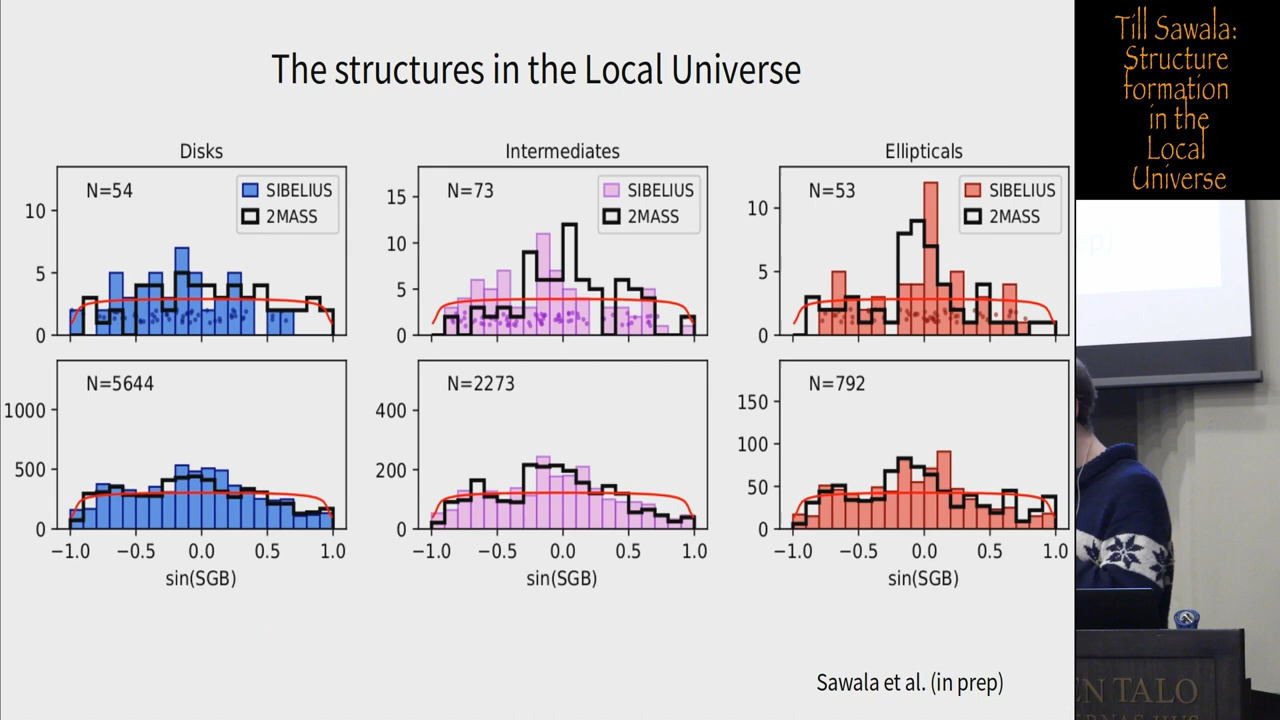 The structures in the Local Universe
Disks
N=54
SIBELIUS
2MASS
10
5
0
Intermediates
N=73
SIBELIUS
2MASS
15
10
5
0
Ellipticals
N=53
SIBELIUS
2MASS
10
5
0
N=5644
1000
500
0
−1.0 −0.5 0.0 0.5 1.0
sin(SGB)
N=2273
400
200
0
−1.0 −0.5 0.0 0.5 1.0
sin(SGB)
N=792
150
100
50
0
−1.0 −0.5 0.0 0.5 1.0
sin(SGB)
Sawala et al. (in prep)
Till Sawala:
Structure
formation
in the
Local
Universe
EN TALO